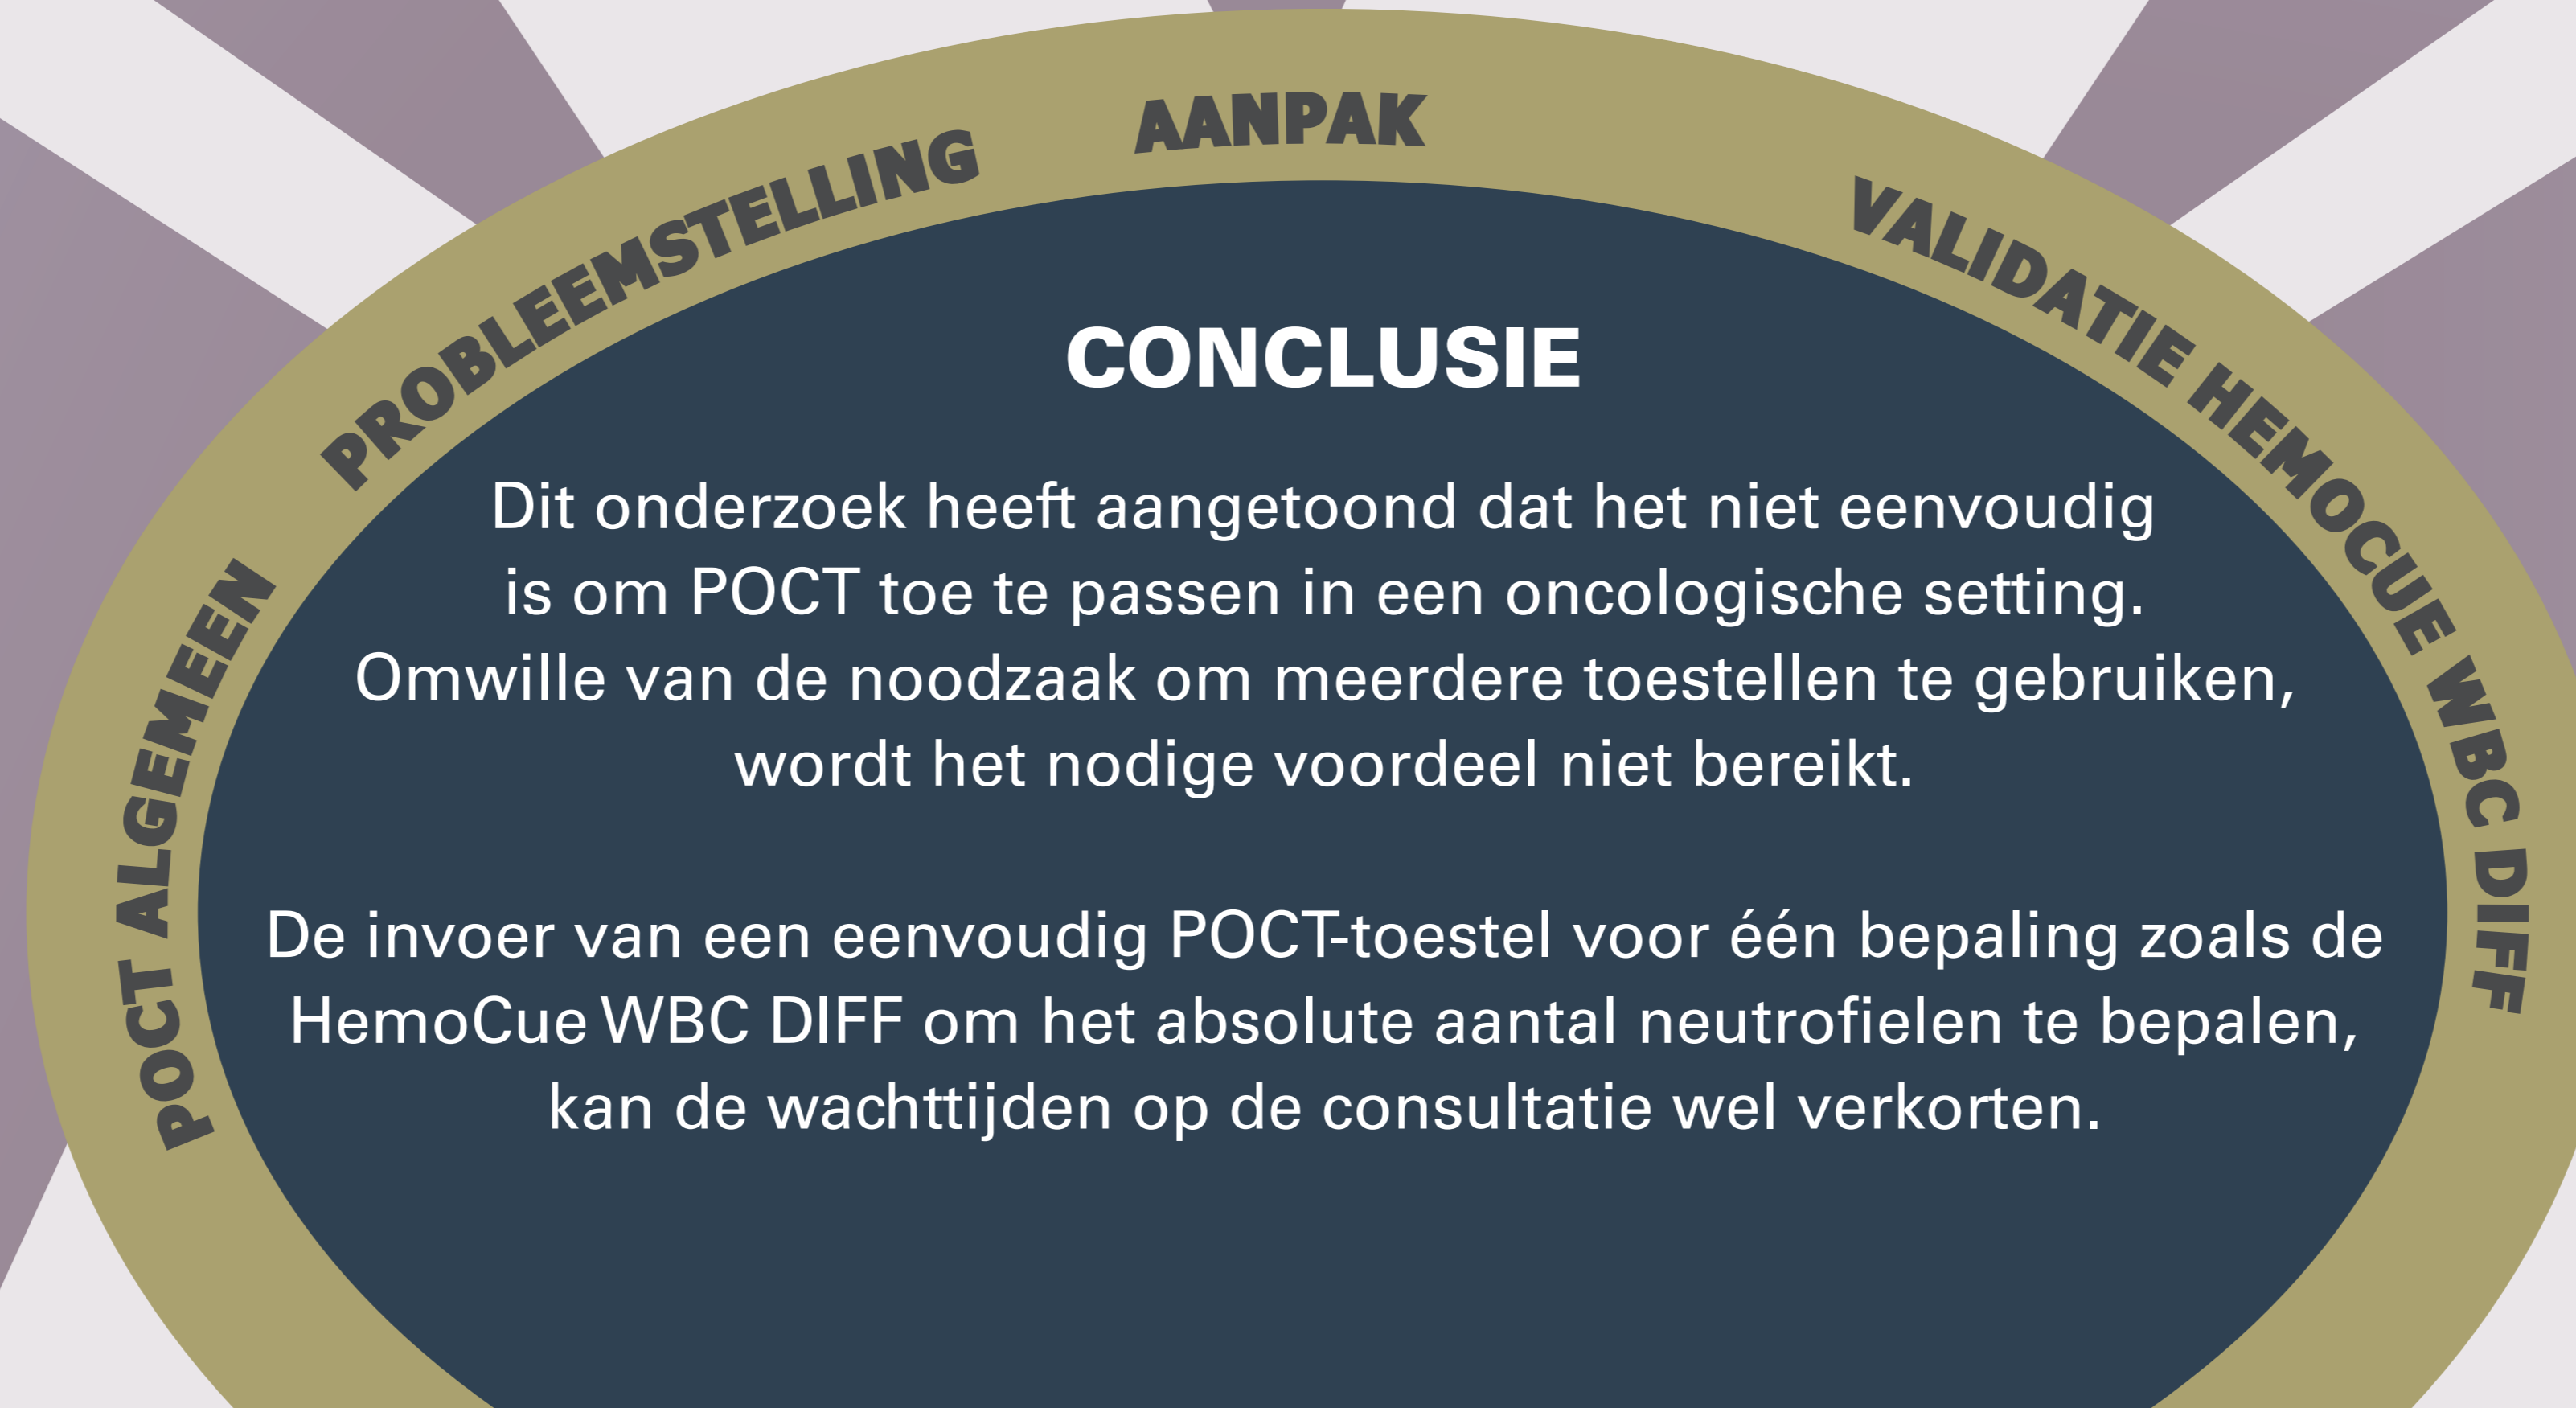 POCT ALGEMEEN
PROBLEEMSTELLING
AANPAK
VALIDATIE HEMOCUE WBC DIFF
CONCLUSIE
Dit onderzoek heeft aangetoond dat het niet eenvoudig
is om POCT toe te passen in een oncologische setting.
Omwille van de noodzaak om meerdere toestellen te gebruiken,
wordt het nodige voordeel niet bereikt.
De invoer van een eenvoudig POCT-toestel voor één bepaling zoals de
HemoCue WBC DIFF om het absolute aantal neutrofielen te bepalen,
kan de wachttijden op de consultatie wel verkorten.